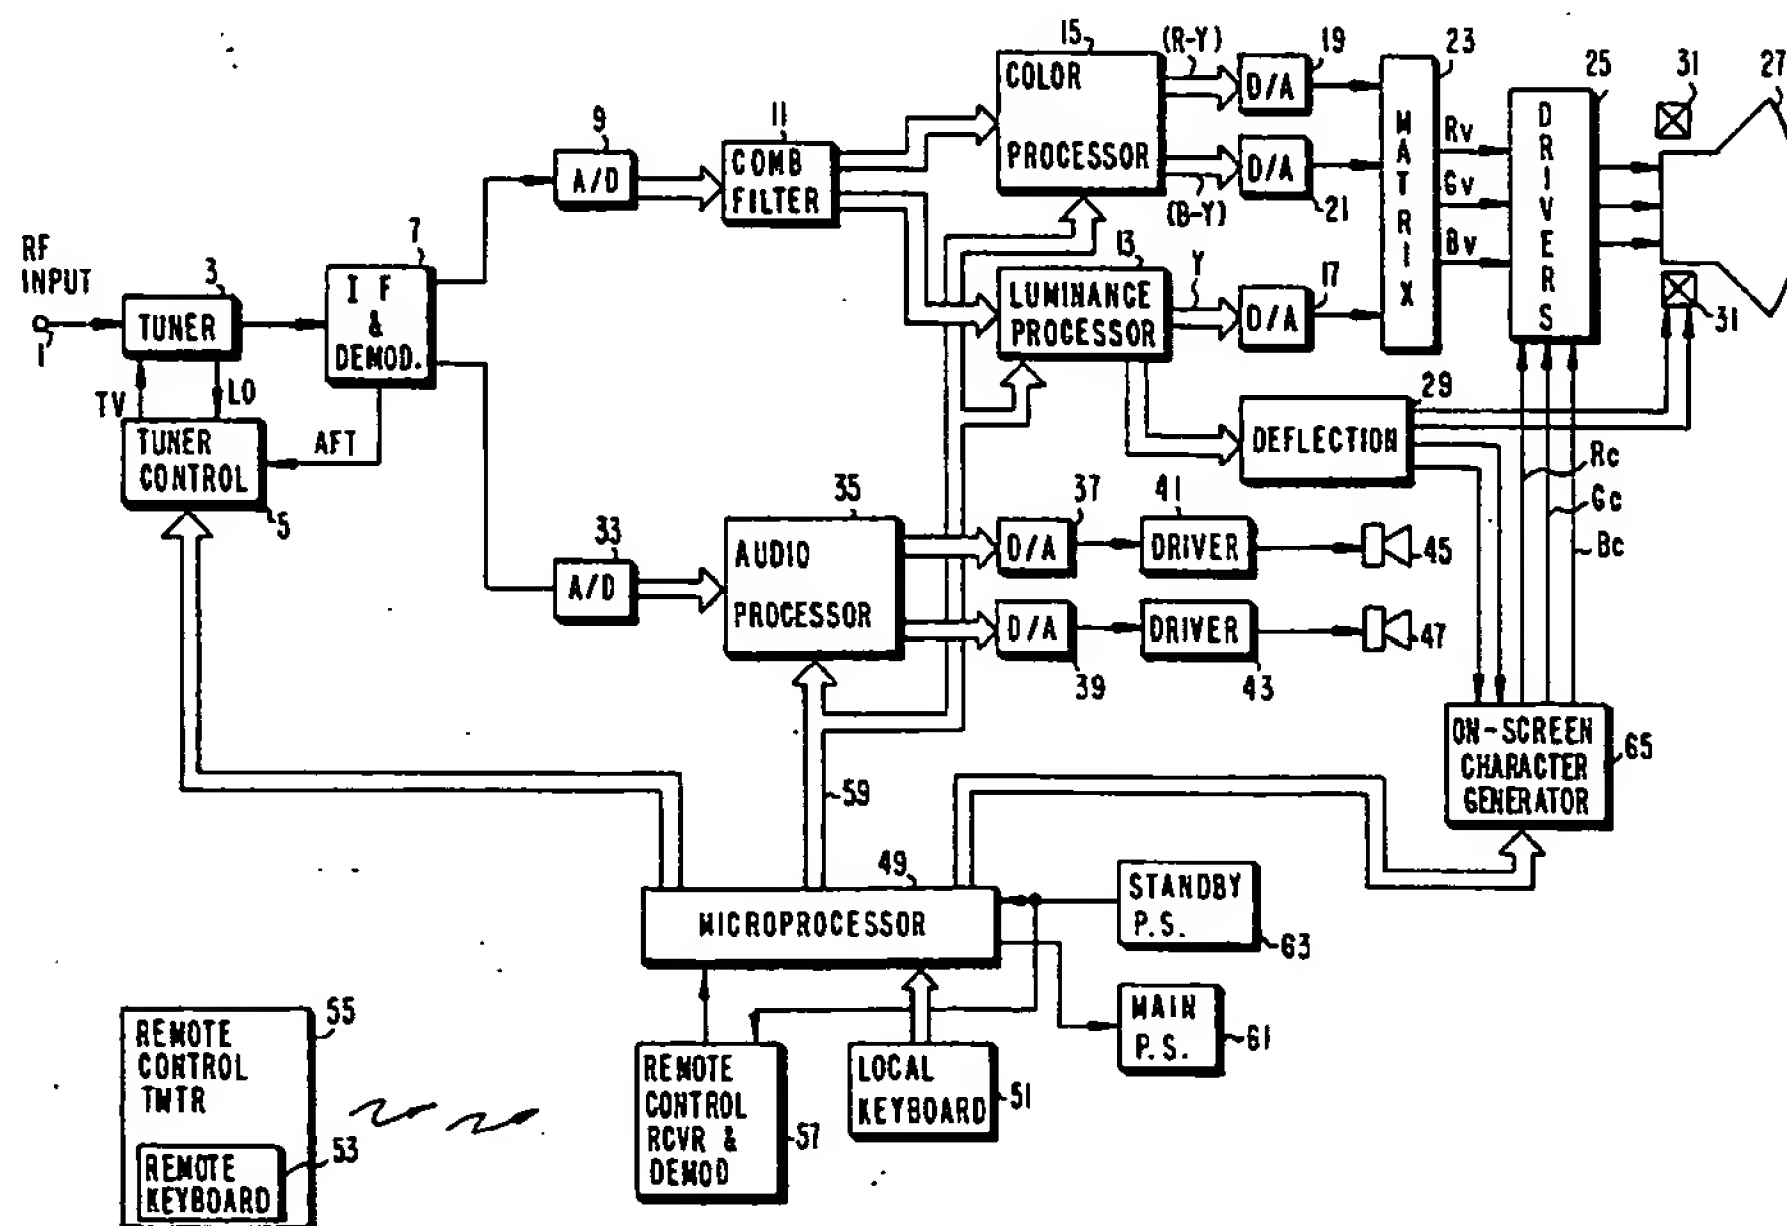 RF
INPUT
1
3
TUNER
TV
LO
TUNER
CONTROL
5
AFT
7
I F
&
DEMOD.
9
A/D
11
COMB
FILTER
15
COLOR
PROCESSOR
(R-Y)
(B-Y)
19
D/A
D/A
21
13
LUMINANCE
PROCESSOR
Y
17
D/A
23
MATRIX
Rv
Gv
Bv
25
DRIVERS
31
27
31
29
DEFLECTION
Rc
Gc
Bc
33
A/D
35
AUDIO
PROCESSOR
37
D/A
41
DRIVER
45
D/A
39
DRIVER
43
47
ON-SCREEN
CHARACTER
GENERATOR
65
59
49
MICROPROCESSOR
STANDBY
P.S.
63
MAIN
P.S.
61
55
REMOTE
CONTROL
TMTR
REMOTE
KEYBOARD
53
REMOTE
CONTROL
RCVR &
DEMOD
57
LOCAL
KEYBOARD
51